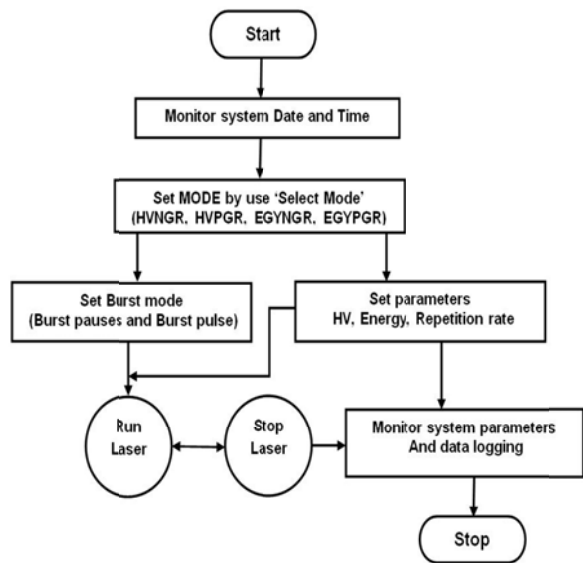 Start
Monitor system Date and Time
Set MODE by use ‘Select Mode’
(HVNGR, HVPGR, EGYNGR, EGYPGR)
Set Burst mode
(Burst pauses and Burst pulse)
Set parameters
HV, Energy, Repetition rate
Run
Laser
Stop
Laser
Monitor system parameters
And data logging
Stop